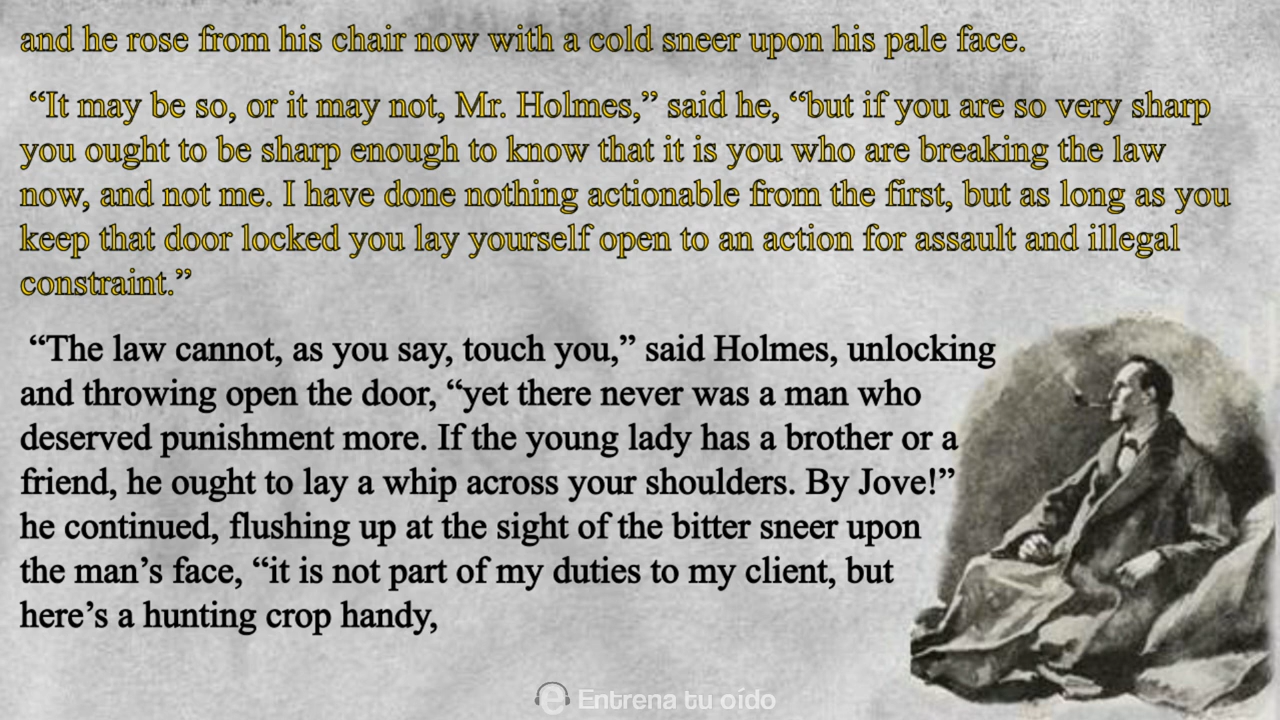 and he rose from his chair now with a cold sneer upon his pale face.
“It may be so, or it may not, Mr. Holmes,” said he, “but if you are so very sharp
you ought to be sharp enough to know that it is you who are breaking the law
now, and not me. I have done nothing actionable from the first, but as long as you
keep that door locked you lay yourself open to an action for assault and illegal
constraint.”
“The law cannot, as you say, touch you,” said Holmes, unlocking
and throwing open the door, “yet there never was a man who
deserved punishment more. If the young lady has a brother or a
friend, he ought to lay a whip across your shoulders. By Jove!”
he continued, flushing up at the sight of the bitter sneer upon
the man’s face, “it is not part of my duties to my client, but
here’s a hunting crop handy,
e Entrena tu oído